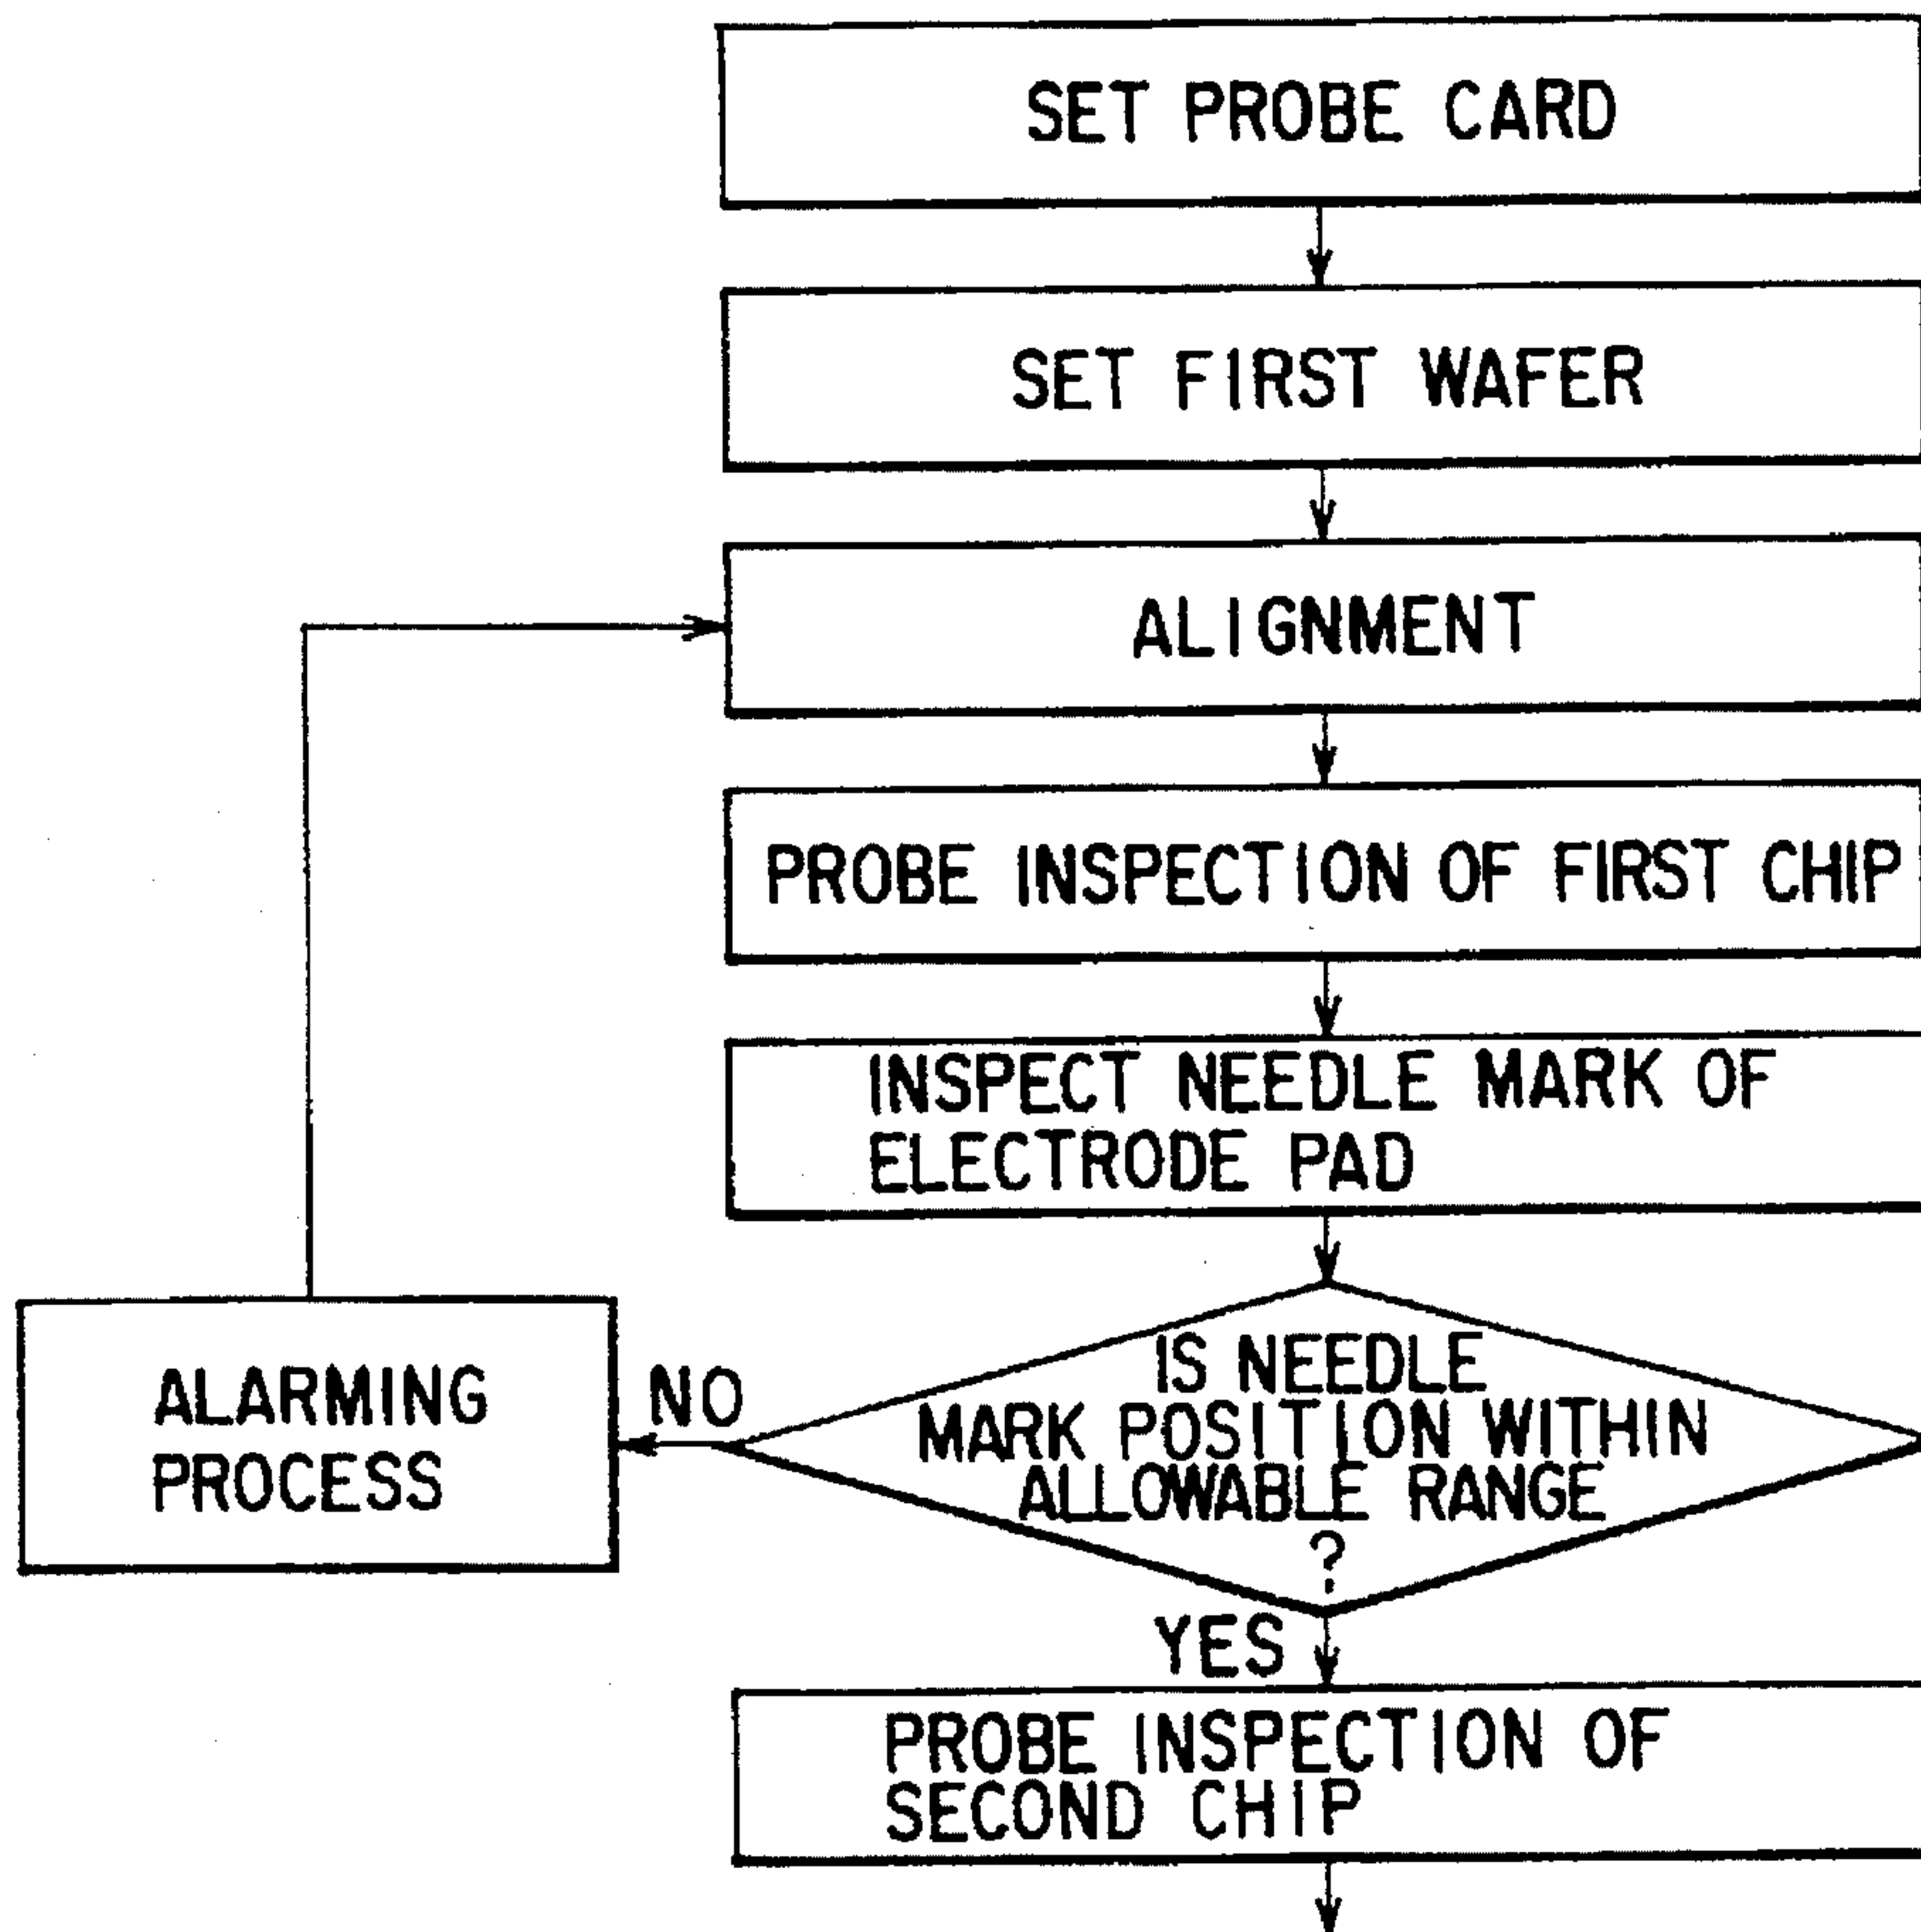 SET PROBE CARD
SET FIRST WAFER
ALIGNMENT
PROBE INSPECTION OF FIRST CHIP
INSPECT NEEDLE MARK OF
ELECTRODE PAD
IS NEEDLE
MARK POSITION WITHIN
ALLOWABLE RANGE
?
NO
ALARMING
PROCESS
YES
PROBE INSPECTION OF
SECOND CHIP